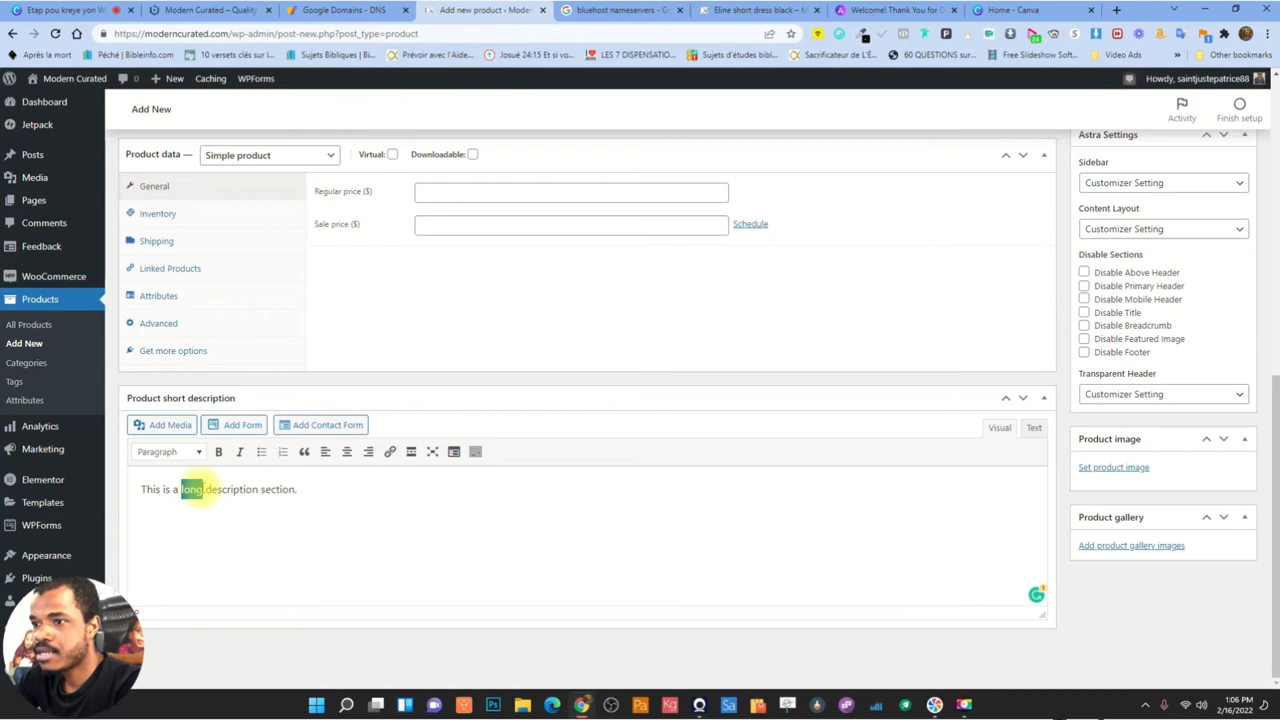 Etap pou kreye yon W
Modern Curated – Quality
Google Domains - DNS
Add new product ‹ Modern
bluehost nameservers - Go
Eline short dress black – M
Welcome! Thank You for D
Home - Canva
https://moderncurated.com/wp-admin/post-new.php?post_type=product
Après la mort
Péché | Bibleinfo.com
10 versets clés pour...
Sujets Bibliques | Bi...
Prévoir avec l'Aide...
Josué 24:15 Et si vo...
LES 7 DISPENSATIO...
Sujets d'études bibl...
Sacrificateur de L'É...
60 QUESTIONS sur...
Free Slideshow Soft...
Video Ads
Other bookmarks
Modern Curated
0
New
Caching
WPForms
Howdy, saintjustepatrice88
Dashboard
Jetpack
Posts
Media
Pages
Comments
Feedback
WooCommerce
Products
All Products
Add New
Categories
Tags
Attributes
Analytics
Marketing
Elementor
Templates
WPForms
Appearance
Plugins
Add New
Activity
Finish setup
Product data —
Simple product
Virtual:
Downloadable:
General
Inventory
Shipping
Linked Products
Attributes
Advanced
Get more options
Regular price ($)
Sale price ($)
Schedule
Product short description
Add Media
Add Form
Add Contact Form
Visual
Text
Paragraph
This is a long description section.
Astra Settings
Sidebar
Customizer Setting
Content Layout
Customizer Setting
Disable Sections
Disable Above Header
Disable Primary Header
Disable Mobile Header
Disable Title
Disable Breadcrumb
Disable Featured Image
Disable Footer
Transparent Header
Customizer Setting
Product image
Set product image
Product gallery
Add product gallery images
1:06 PM
2/16/2022